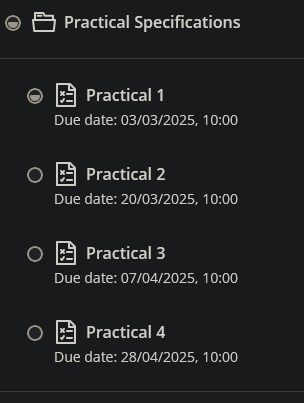 Practical Specifications
Practical 1
Due date: 03/03/2025, 10:00
Practical 2
Due date: 20/03/2025, 10:00
Practical 3
Due date: 07/04/2025, 10:00
Practical 4
Due date: 28/04/2025, 10:00